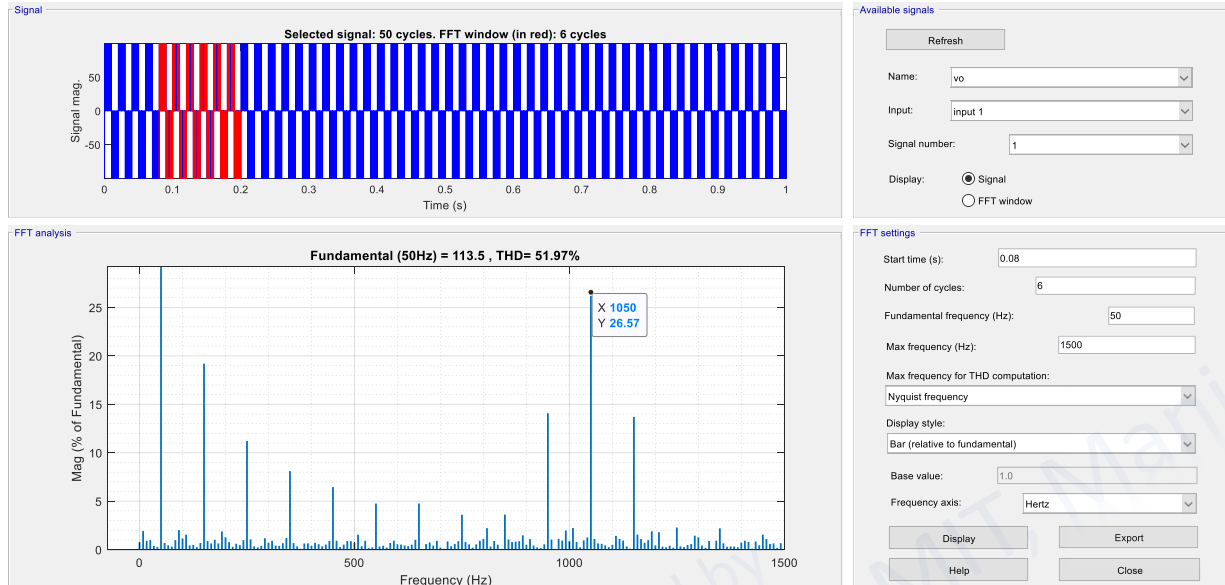 Signal
Selected signal: 50 cycles. FFT window (in red): 6 cycles
Signal mag.
50
0
-50
0 0.1 0.2 0.3 0.4 0.5 0.6 0.7 0.8 0.9 1
Time (s)
FFT analysis
Fundamental (50Hz) = 113.5 , THD= 51.97%
Mag (% of Fundamental)
25
20
15
10
5
0
X 1050
Y 26.57
0 500 1000 1500
Frequency (Hz)
Available signals
Refresh
Name: vo
Input: input 1
Signal number: 1
Display: Signal
FFT window
FFT settings
Start time (s): 0.08
Number of cycles: 6
Fundamental frequency (Hz): 50
Max frequency (Hz): 1500
Max frequency for THD computation:
Nyquist frequency
Display style:
Bar (relative to fundamental)
Base value: 1.0
Frequency axis: Hertz
Display Export
Help Close